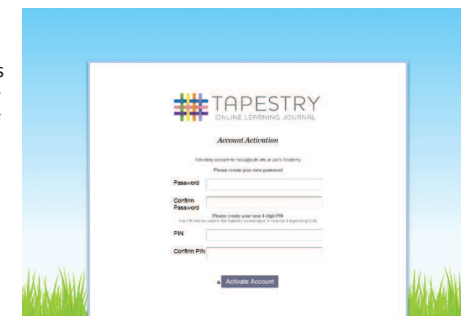 s
TAPESTRY
ONLINE LEARNING JOURNAL
Account Activation
Please create your new password
Password
Confirm
Password
Please create your new 4 digit PIN
PIN
Confirm PIN
Activate Account